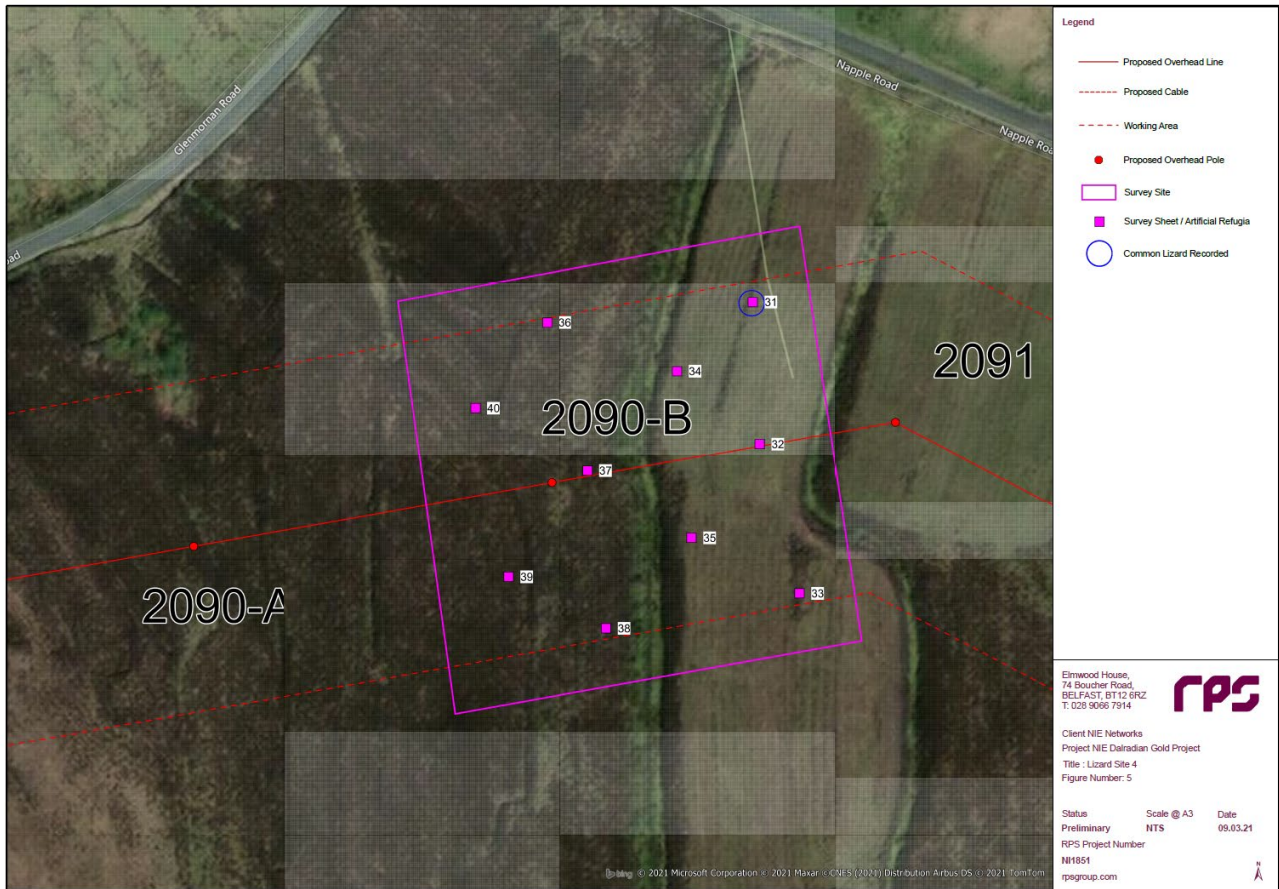 Glenmornan Road
Napple Road
Napple Roa
oad
31
36
34
2091
40
2090-B
32
37
35
39
33
2090-A
38
bing © 2021 Microsoft Corporation © 2021 Maxar ©CNES (2021) Distribution Airbus DS © 2021 TomTom
Legend
Proposed Overhead Line
Proposed Cable
Working Area
Proposed Overhead Pole
Survey Site
Survey Sheet / Artificial Refugia
Common Lizard Recorded
Elmwood House,
74 Boucher Road,
BELFAST, BT12 6RZ
T: 028 9066 7914
rps
Client NIE Networks
Project NIE Dalradian Gold Project
Title : Lizard Site 4
Figure Number: 5
Status Scale @ A3 Date
Preliminary NTS 09.03.21
RPS Project Number
NI1851
rpsgroup.com
N